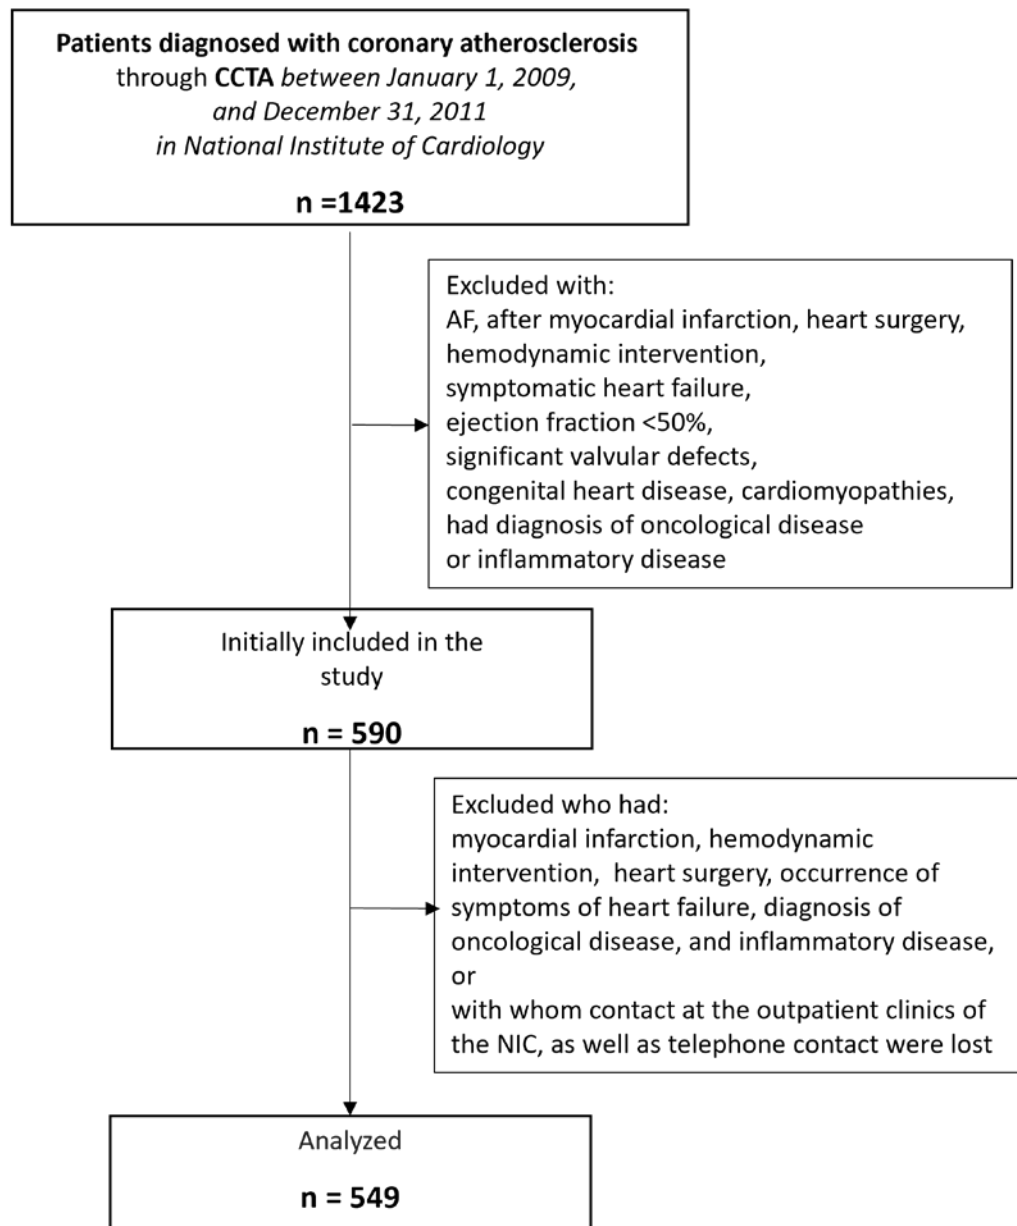 Patients diagnosed with coronary atherosclerosis
through CCTA between January 1, 2009,
and December 31, 2011
in National Institute of Cardiology
n =1423
Excluded with:
AF, after myocardial infarction, heart surgery,
hemodynamic intervention,
symptomatic heart failure,
ejection fraction <50%,
significant valvular defects,
congenital heart disease, cardiomyopathies,
had diagnosis of oncological disease
or inflammatory disease
Initially included in the
study
n = 590
Excluded who had:
myocardial infarction, hemodynamic
intervention,  heart surgery, occurrence of
symptoms of heart failure, diagnosis of
oncological disease, and inflammatory disease,
or
with whom contact at the outpatient clinics of
the NIC, as well as telephone contact were lost
Analyzed
n = 549